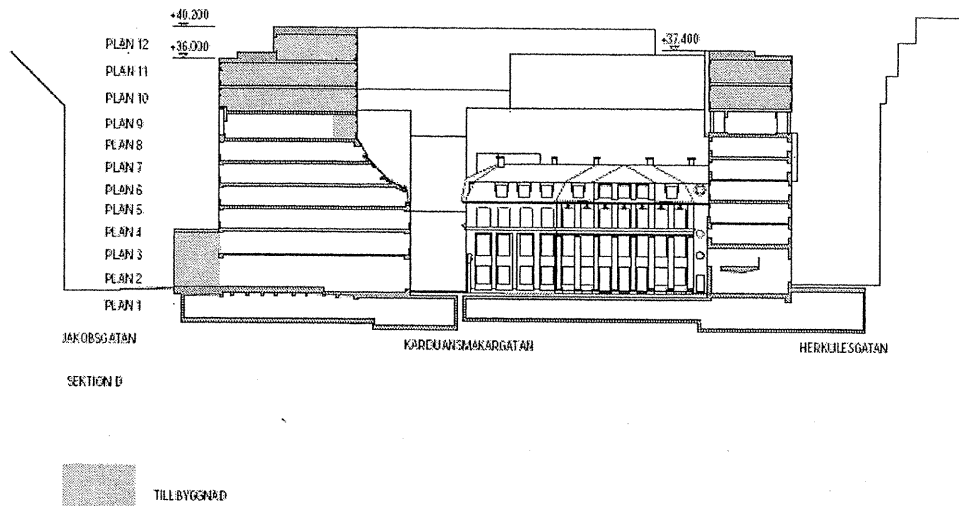 +40.200
PLAN 12
+36.000
+37.400
PLAN 11
PLAN 10
PLAN 9
PLAN 8
PLAN 7
PLAN 6
PLAN 5
PLAN 4
PLAN 3
PLAN 2
PLAN 1
JAKOBSGATAN
KARDUANSMAKARGATAN
HERKULESGATAN
SEKTION D
TILLBYGGNAD